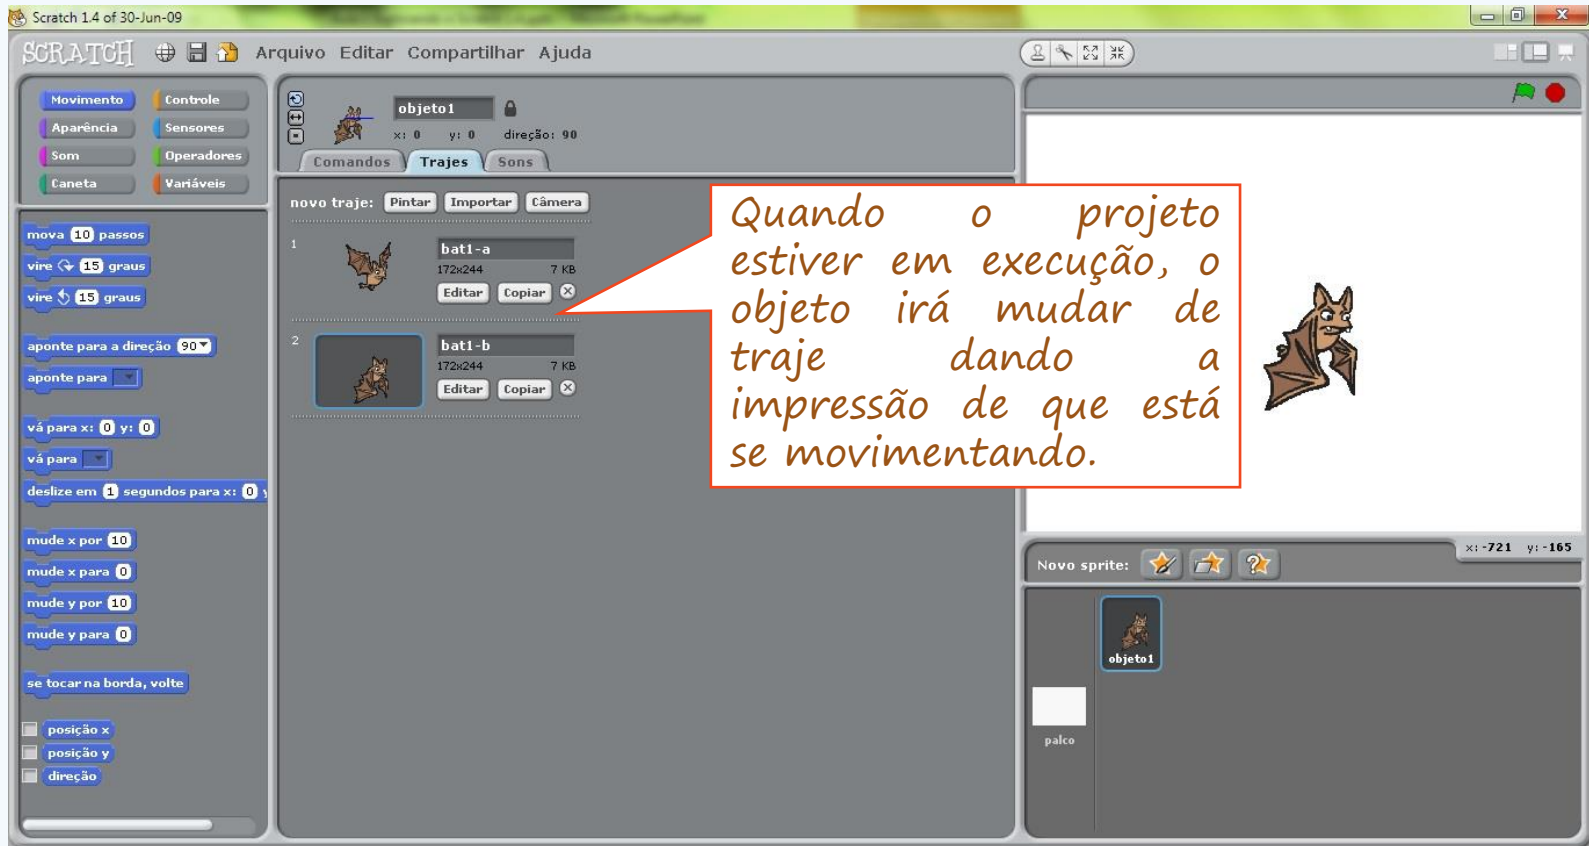 Scratch 1.4 of 30-Jun-09
SCRATCH
Arquivo Editar Compartilhar Ajuda
Movimento Controle
Aparência Sensores
Som Operadores
Caneta Variáveis
mova 10 passos
vire 15 graus
vire 15 graus
aponte para a direção 90
aponte para
vá para x: 0 y: 0
vá para
deslize em 1 segundos para x: 0 y
mude x por 10
mude x para 0
mude y por 10
mude y para 0
se tocar na borda, volte
posição x
posição y
direção
objeto1
x: 0 y: 0 direção: 90
Comandos Trajes Sons
novo traje: Pintar Importar Câmera
1
bat1-a
172x244 7 KB
Editar Copiar
2
bat1-b
172x244 7 KB
Editar Copiar
Quando o projeto
estiver em execução, o
objeto irá mudar de
traje dando a
impressão de que está
se movimentando.
x: -721 y: -165
Novo sprite:
objeto1
palco